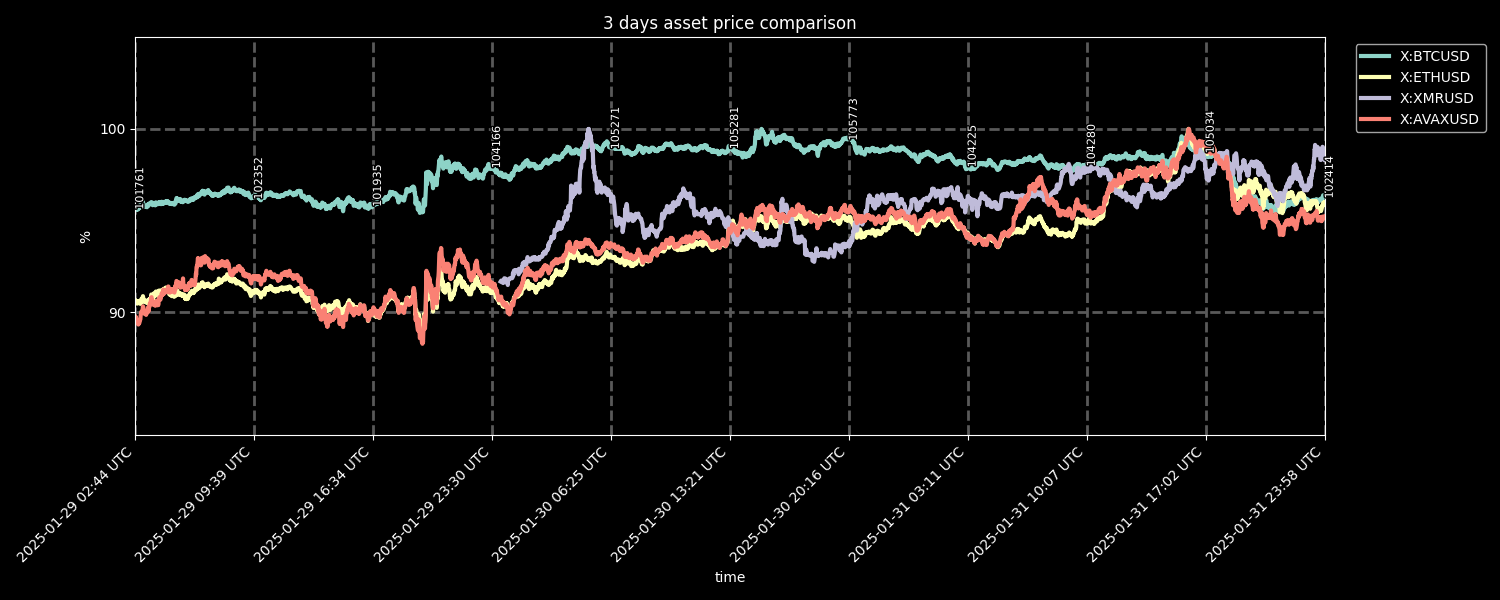 3 days asset price comparison
X:BTCUSD
X:ETHUSD
X:XMRUSD
X:AVAXUSD
100
90
%
101761
102352
101935
104166
105271
105281
105773
104225
104280
105034
102414
2025-01-29 02:44 UTC
2025-01-29 09:39 UTC
2025-01-29 16:34 UTC
2025-01-29 23:30 UTC
2025-01-30 06:25 UTC
2025-01-30 13:21 UTC
2025-01-30 20:16 UTC
2025-01-31 03:11 UTC
2025-01-31 10:07 UTC
2025-01-31 17:02 UTC
2025-01-31 23:58 UTC
time